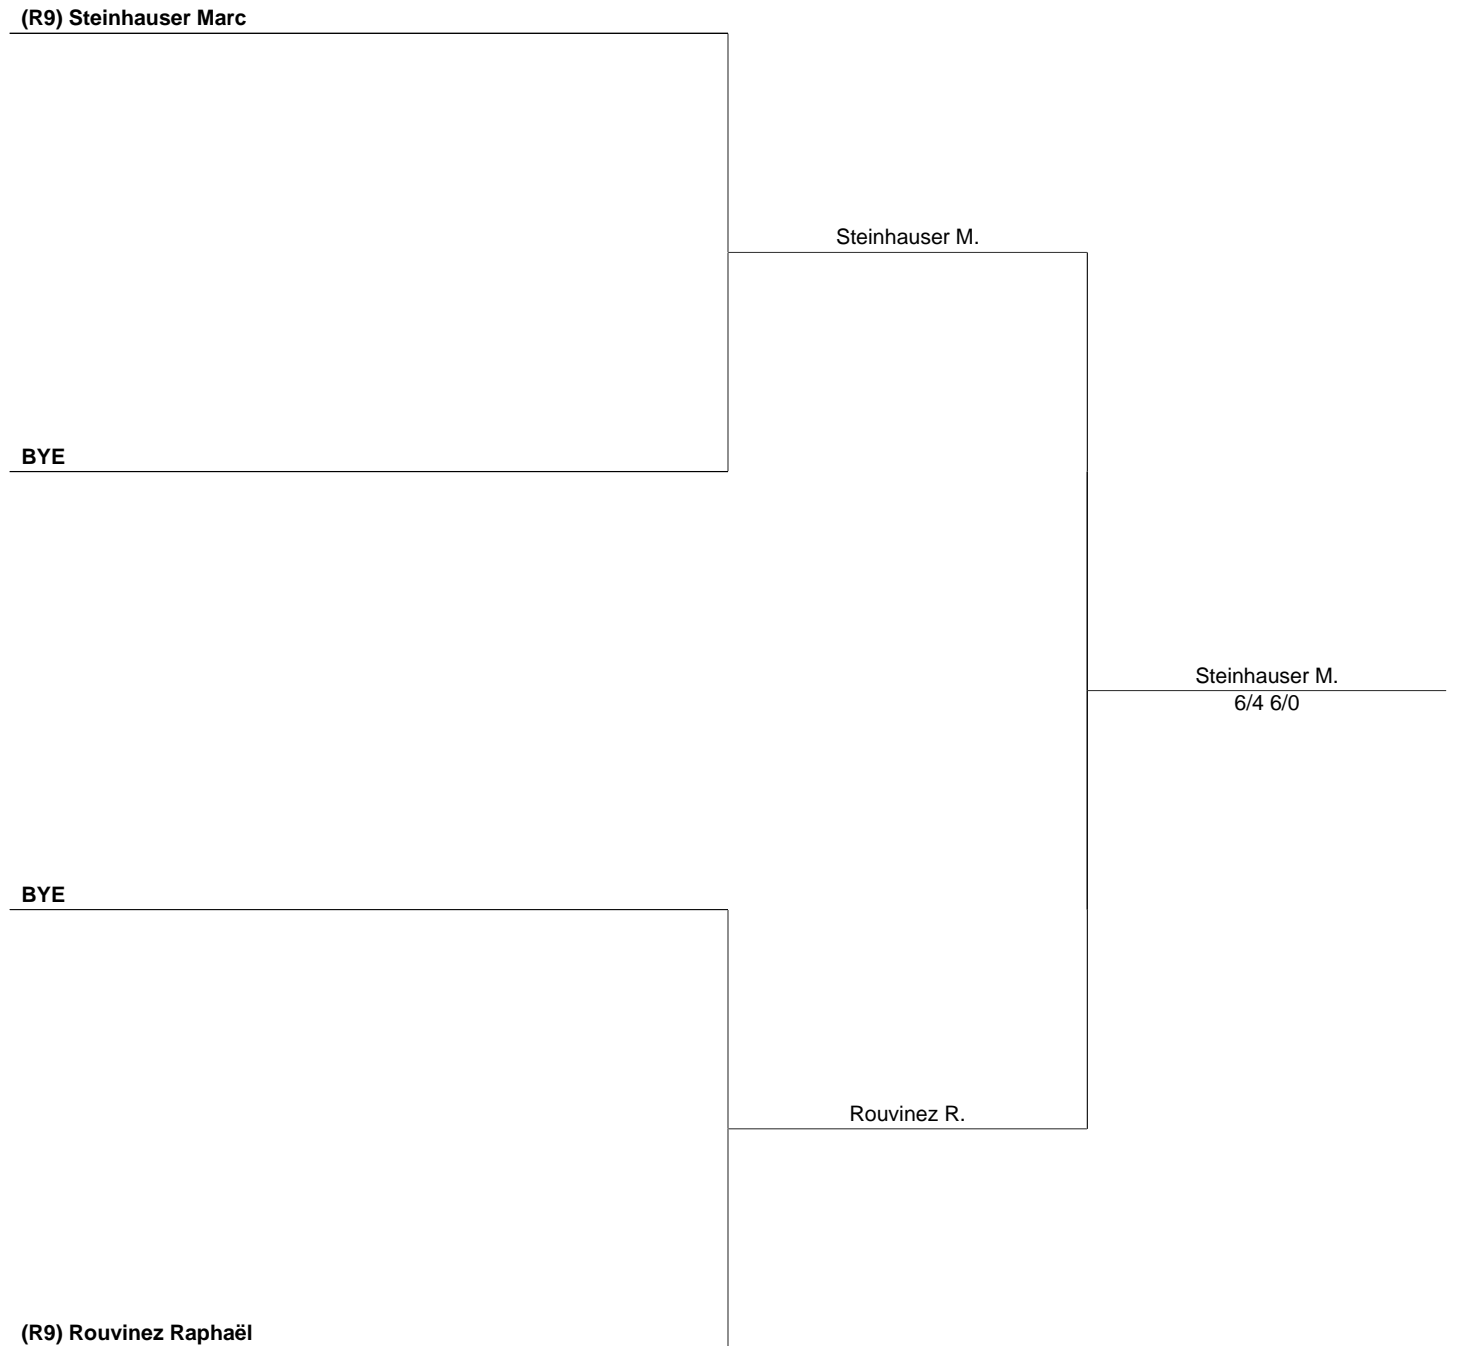 (R9) Steinhauser Marc
Steinhauser M.
BYE
Steinhauser M.
6/4 6/0
BYE
Rouvinez R.
(R9) Rouvinez Raphaël